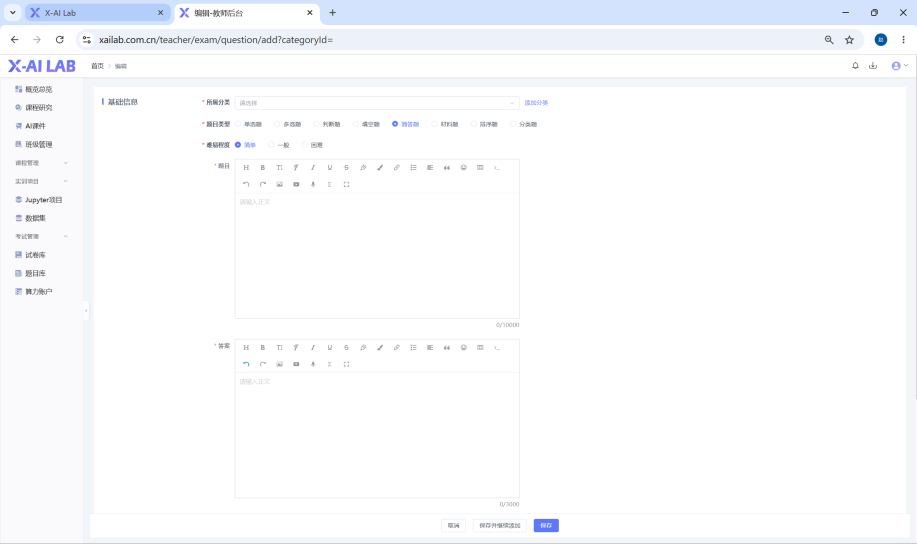 X-AI Lab
编辑-教师后台
xailab.com.cn/teacher/exam/question/add?categoryId=
X-AI LAB
首页 / 编辑
概览总览
课程研究
AI课件
班级管理
课程管理
实训项目
Jupyter项目
数据集
考试管理
试卷库
题目库
算力账户
基础信息
* 所属分类 请选择 添加分类
* 题目类型 单选题 多选题 判断题 填空题 简答题 材料题 排序题 分类题
* 难易程度 简单 一般 困难
* 题目
请输入正文
0/10000
* 答案
请输入正文
0/3000
取消 保存并继续添加 保存